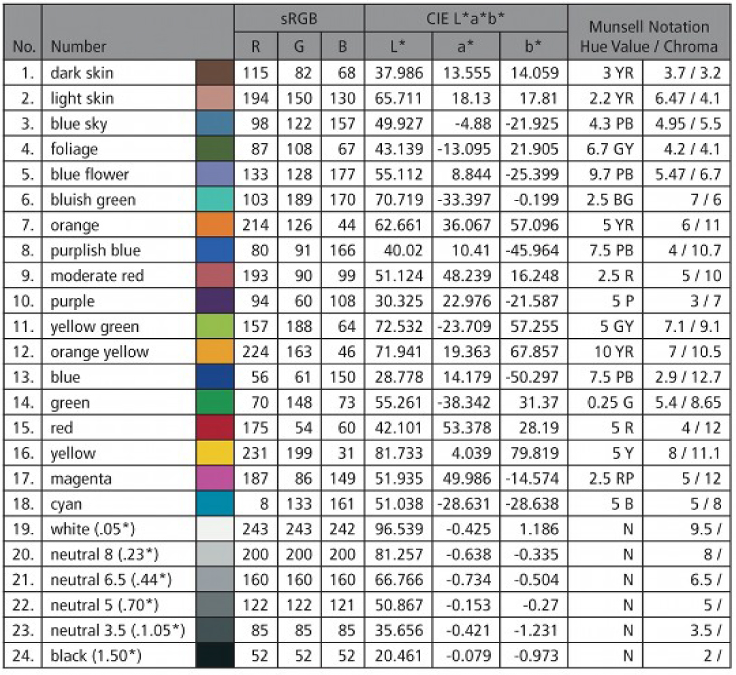 sRGB CIE L*a*b* Munsell Notation
No. Number R G B L* a* b* Hue Value / Chroma
1. dark skin 115 82 68 37.986 13.555 14.059 3 YR 3.7 / 3.2
2. light skin 194 150 130 65.711 18.13 17.81 2.2 YR 6.47 / 4.1
3. blue sky 98 122 157 49.927 -4.88 -21.925 4.3 PB 4.95 / 5.5
4. foliage 87 108 67 43.139 -13.095 21.905 6.7 GY 4.2 / 4.1
5. blue flower 133 128 177 55.112 8.844 -25.399 9.7 PB 5.47 / 6.7
6. bluish green 103 189 170 70.719 -33.397 -0.199 2.5 BG 7 / 6
7. orange 214 126 44 62.661 36.067 57.096 5 YR 6 / 11
8. purplish blue 80 91 166 40.02 10.41 -45.964 7.5 PB 4 / 10.7
9. moderate red 193 90 99 51.124 48.239 16.248 2.5 R 5 / 10
10. purple 94 60 108 30.325 22.976 -21.587 5 P 3 / 7
11. yellow green 157 188 64 72.532 -23.709 57.255 5 GY 7.1 / 9.1
12. orange yellow 224 163 46 71.941 19.363 67.857 10 YR 7 / 10.5
13. blue 56 61 150 28.778 14.179 -50.297 7.5 PB 2.9 / 12.7
14. green 70 148 73 55.261 -38.342 31.37 0.25 G 5.4 / 8.65
15. red 175 54 60 42.101 53.378 28.19 5 R 4 / 12
16. yellow 231 199 31 81.733 4.039 79.819 5 Y 8 / 11.1
17. magenta 187 86 149 51.935 49.986 -14.574 2.5 RP 5 / 12
18. cyan 8 133 161 51.038 -28.631 -28.638 5 B 5 / 8
19. white (.05*) 243 243 242 96.539 -0.425 1.186 N 9.5 /
20. neutral 8 (.23*) 200 200 200 81.257 -0.638 -0.335 N 8 /
21. neutral 6.5 (.44*) 160 160 160 66.766 -0.734 -0.504 N 6.5 /
22. neutral 5 (.70*) 122 122 121 50.867 -0.153 -0.27 N 5 /
23. neutral 3.5 (.1.05*) 85 85 85 35.656 -0.421 -1.231 N 3.5 /
24. black (1.50*) 52 52 52 20.461 -0.079 -0.973 N 2 /